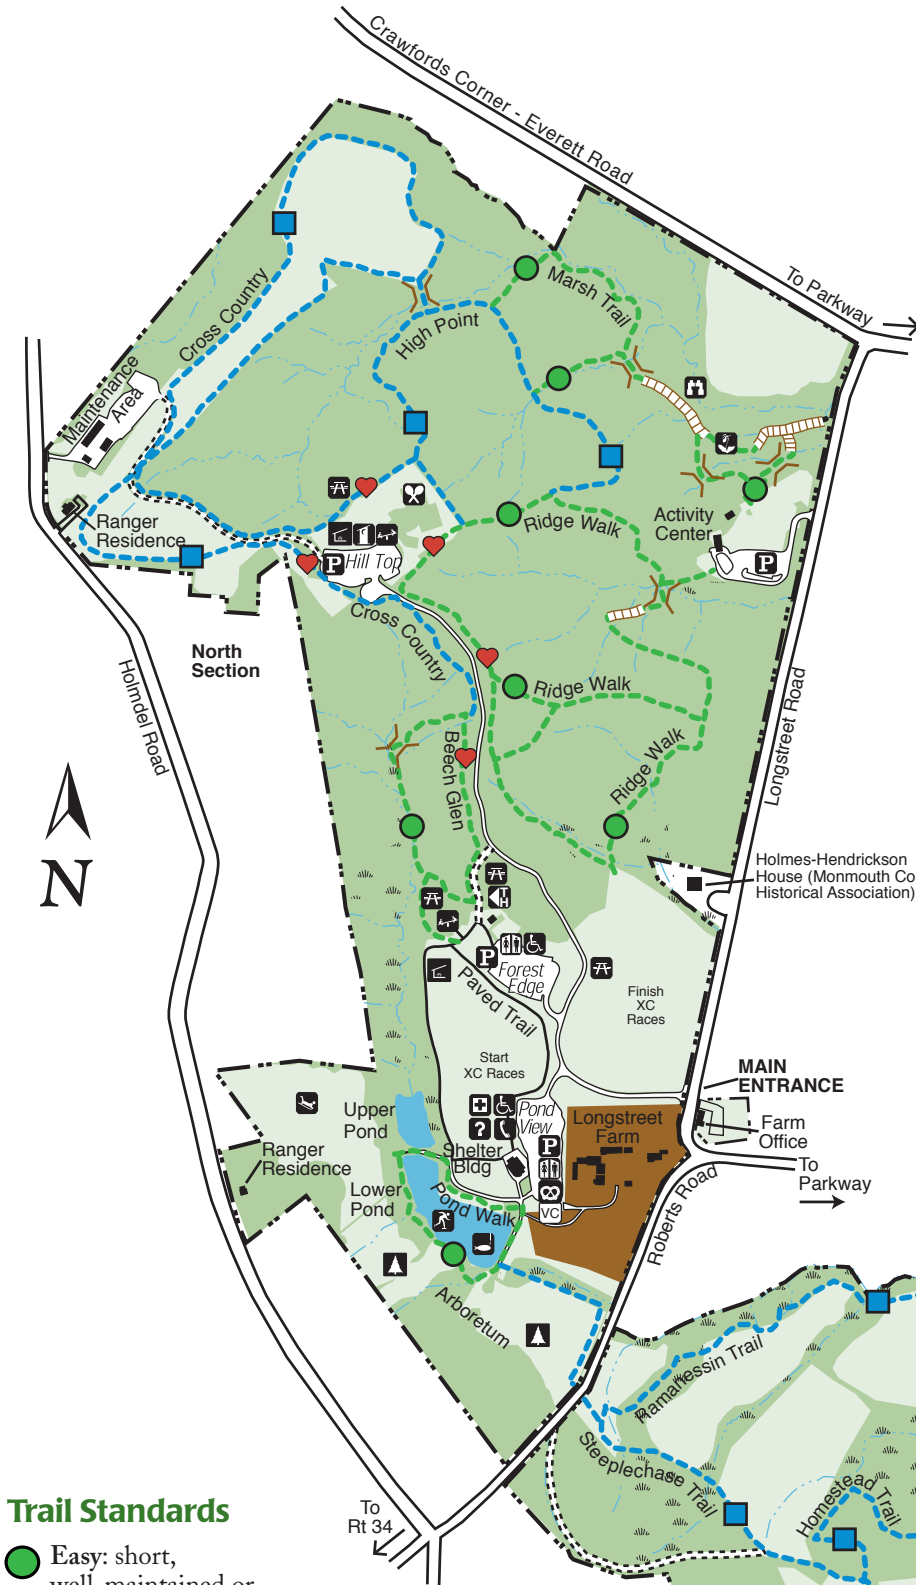 Crawfords Corner - Everett Road
To Parkway
Marsh Trail
Cross Country
High Point
Maintenance
Area
Ranger
Residence
Ridge Walk
Activity
Center
P
P
Hill Top
Cross Country
North
Section
Ridge Walk
Holmdel Road
Longstreet Road
Beech Glen
Ridge Walk
N
Holmes-Hendrickson
House (Monmouth Co
Historical Association)
T
H
P
Forest
Edge
Paved Trail
Finish
XC
Races
Start
XC Races
MAIN
ENTRANCE
Upper
Pond
?
Pond
View
P
Longstreet
Farm
Farm
Office
Ranger
Residence
Shelter
Bldg
To
Parkway
Lower
Pond
Pond Walk
VC
Roberts Road
Arboretum
Ramanessin Trail
Steeplechase Trail
Homestead Trail
Trail Standards
To
Rt 34
Easy: short,
well-maintained or